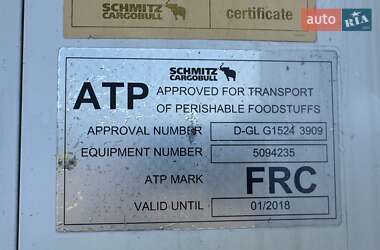 SCHMITZ
CARGOBULL
certificate
auto RIA.com
SCHMITZ
CARGOBULL
ATP APPROVED FOR TRANSPORT
OF PERISHABLE FOODSTUFFS
APPROVAL NUMBER D-GL G1524 3909
EQUIPMENT NUMBER 5094235
ATP MARK FRC
VALID UNTIL 01/2018